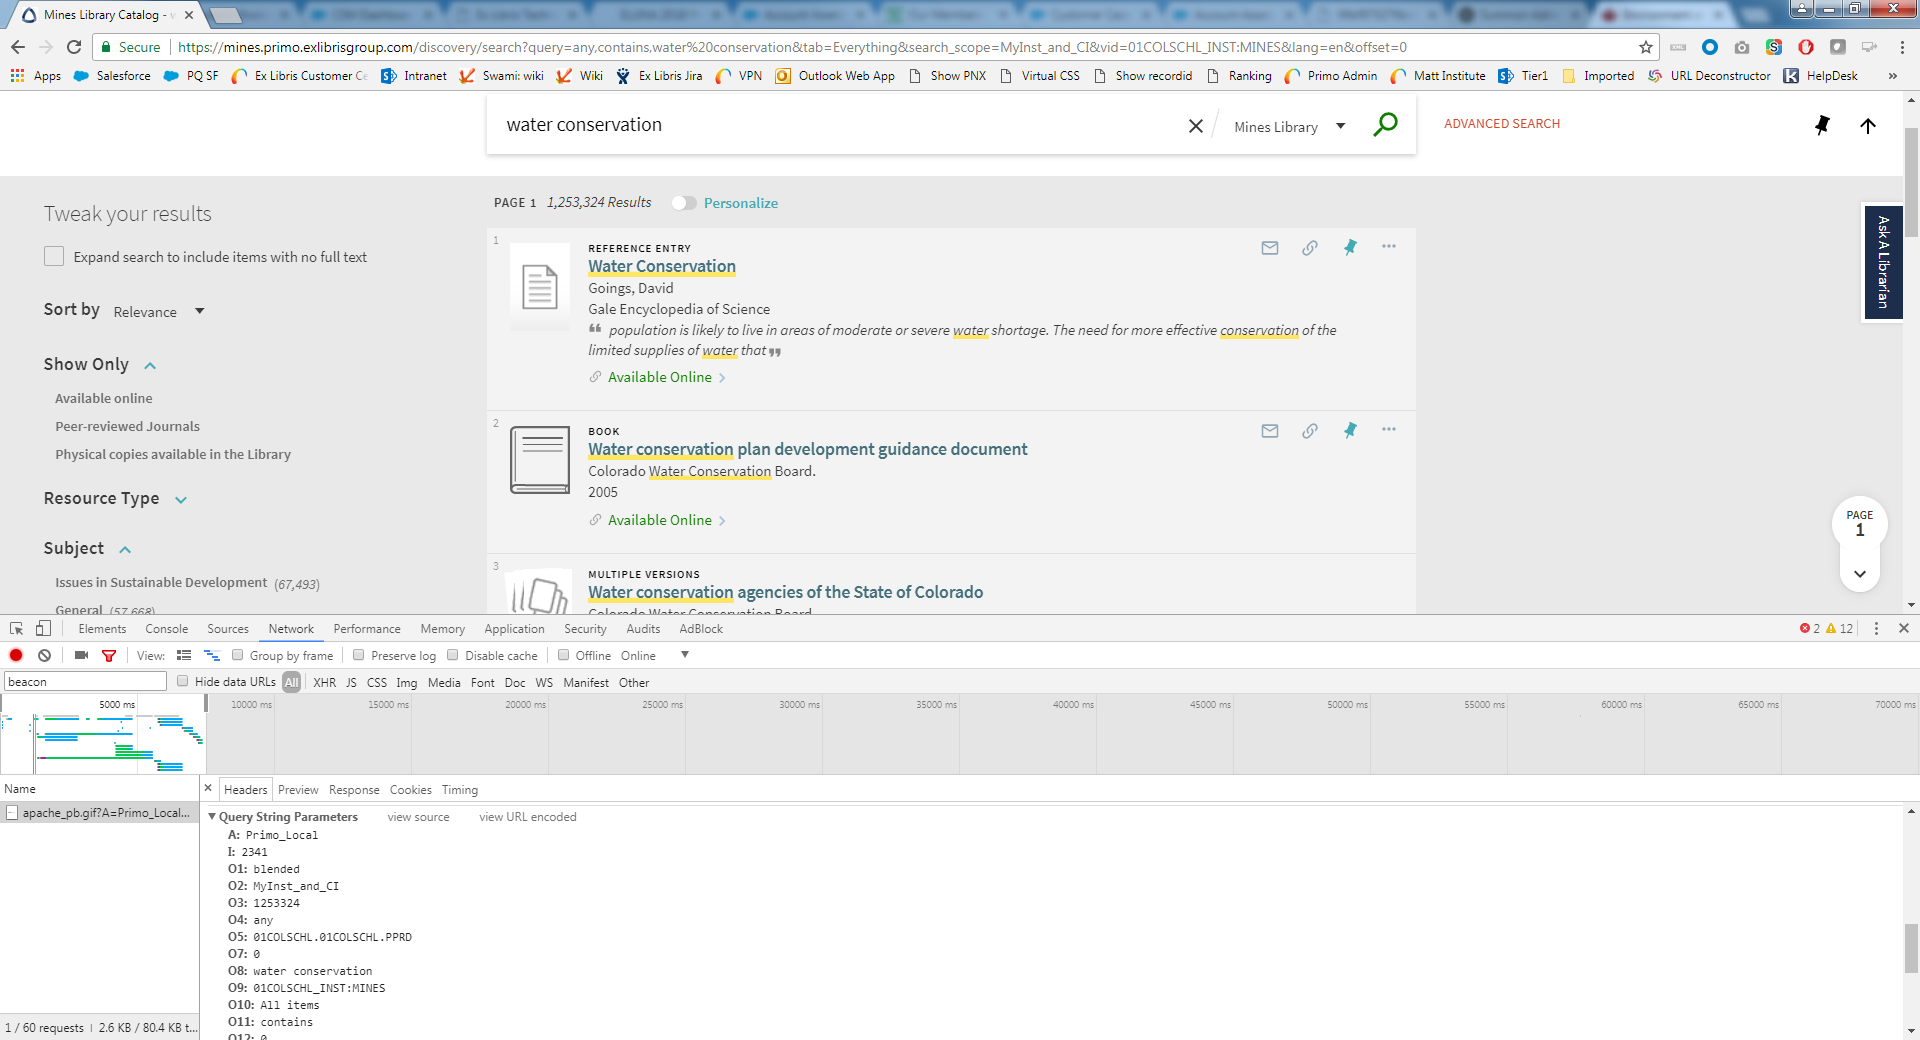 Mines Library Catalog - w
Secure
https://mines.primo.exlibrisgroup.com/discovery/search?query=any,contains,water%20conservation&tab=Everything&search_scope=MyInst_and_CI&vid=01COLSCHL_INST:MINES&lang=en&offset=0
Apps Salesforce PQ SF Ex Libris Customer Ce Intranet Swami: wiki Wiki Ex Libris Jira VPN Outlook Web App Show PNX Virtual CSS Show recordid Ranking Primo Admin Matt Institute Tier1 Imported URL Deconstructor HelpDesk »
water conservation
Mines Library
ADVANCED SEARCH
Tweak your results
Expand search to include items with no full text
Sort by Relevance
Show Only
Available online
Peer-reviewed Journals
Physical copies available in the Library
Resource Type
Subject
Issues in Sustainable Development (67,493)
General (57,668)
PAGE 1 1,253,324 Results Personalize
1
REFERENCE ENTRY
Water Conservation
Goings, David
Gale Encyclopedia of Science
“ population is likely to live in areas of moderate or severe water shortage. The need for more effective conservation of the
limited supplies of water that ”
Available Online
2
BOOK
Water conservation plan development guidance document
Colorado Water Conservation Board.
2005
Available Online
3
MULTIPLE VERSIONS
Water conservation agencies of the State of Colorado
Colorado Water Conservation Board
Ask A Librarian
PAGE
1
Elements Console Sources Network Performance Memory Application Security Audits AdBlock
2 12
View: Group by frame Preserve log Disable cache Offline Online
beacon Hide data URLs All XHR JS CSS Img Media Font Doc WS Manifest Other
5000 ms 10000 ms 15000 ms 20000 ms 25000 ms 30000 ms 35000 ms 40000 ms 45000 ms 50000 ms 55000 ms 60000 ms 65000 ms 70000 ms
Name
apache_pb.gif?A=Primo_Local...
1 / 60 requests | 2.6 KB / 80.4 KB t...
Headers Preview Response Cookies Timing
Query String Parameters view source view URL encoded
A: Primo_Local
I: 2341
O1: blended
O2: MyInst_and_CI
O3: 1253324
O4: any
O5: 01COLSCHL.01COLSCHL.PPRD
O7: 0
O8: water conservation
O9: 01COLSCHL_INST:MINES
O10: All items
O11: contains
O12: 0